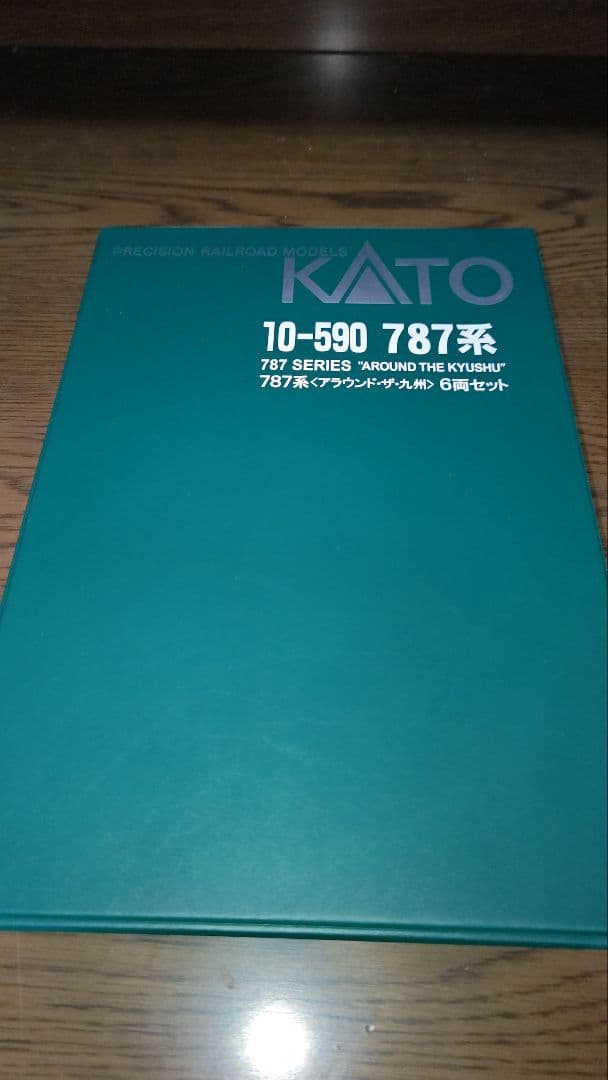 PRECISION RAILROAD MODELS
KATO
10-590 787系
787 SERIES "AROUND THE KYUSHU"
787系〈アラウンド・ザ・九州〉6両セット